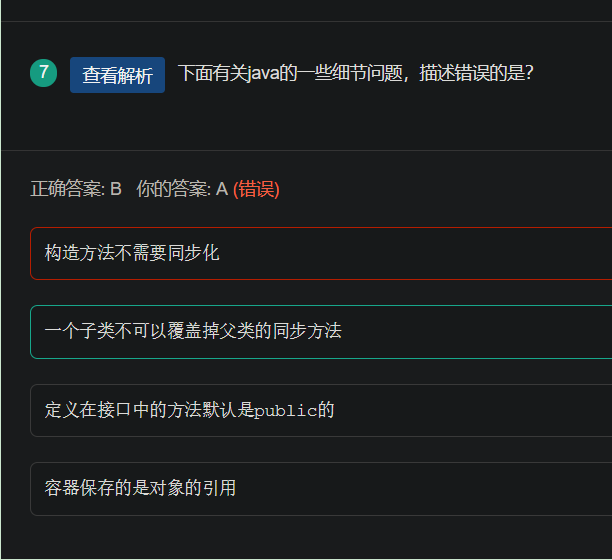 7 查看解析 下面有关java的一些细节问题，描述错误的是?
正确答案: B 你的答案: A (错误)
构造方法不需要同步化
一个子类不可以覆盖掉父类的同步方法
定义在接口中的方法默认是public的
容器保存的是对象的引用